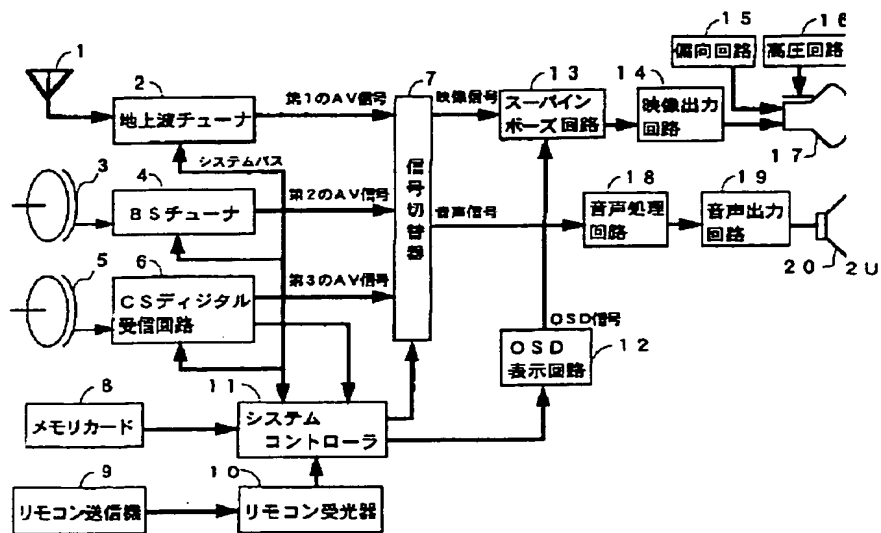 1
2
地上波チューナ
第1のAV信号
システムバス
3
4
BSチューナ
第2のAV信号
5
6
CSディジタル
受信回路
第3のAV信号
7
信号切替器
映像信号
音声信号
13
スーパイン
ポーズ回路
14
映像出力
回路
15
偏向回路
16
高圧回路
17
18
音声処理
回路
19
音声出力
回路
20
20
OSD信号
OSD
表示回路
12
8
メモリカード
11
システム
コントローラ
9
リモコン送信機
10
リモコン受光器